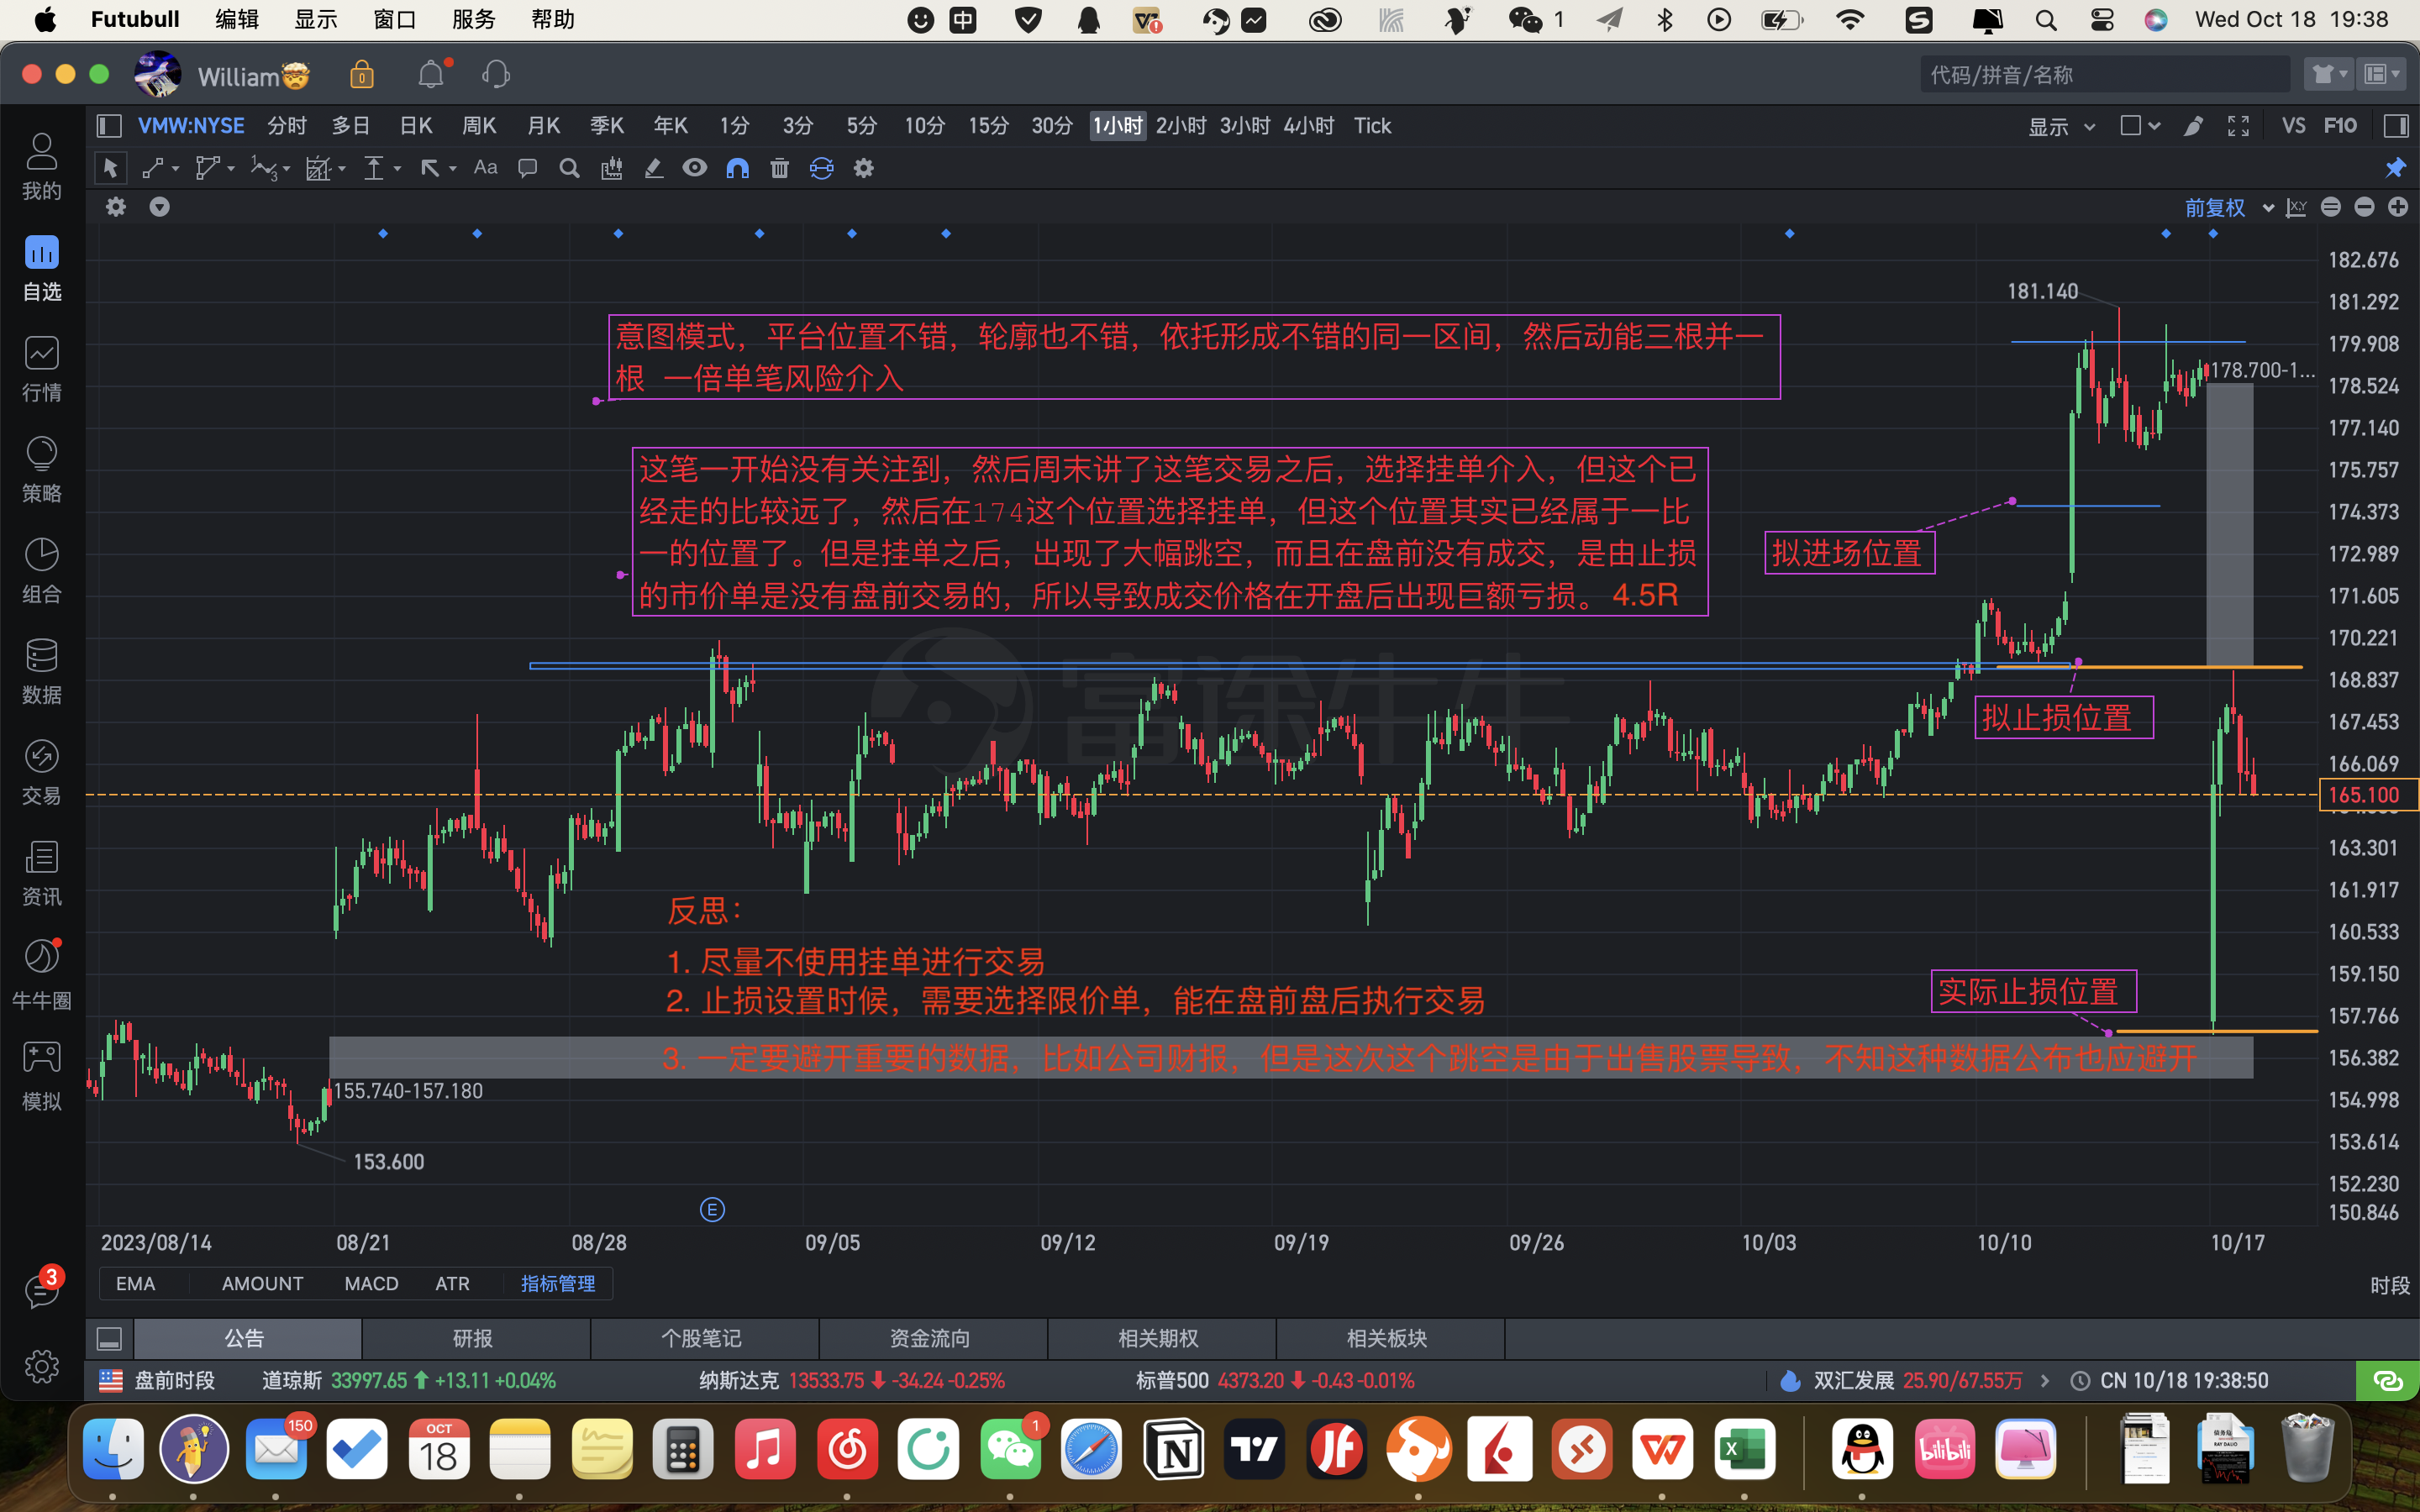 Futubull 编辑 显示 窗口 服务 帮助 中 1 Wed Oct 18 19:38
William 代码/拼音/名称
VMW:NYSE 分时 多日 日K 周K 月K 季K 年K 1分 3分 5分 10分 15分 30分 1小时 2小时 3小时 4小时 Tick 显示 VS F10
Aa
前复权 X,Y
我的
自选
行情
策略
组合
数据
交易
资讯
牛牛圈
模拟
3
182.676
181.292
179.908
178.524
177.140
175.757
174.373
172.989
171.605
170.221
168.837
167.453
166.069
165.100
163.301
161.917
160.533
159.150
157.766
156.382
154.998
153.614
152.230
150.846
181.140
178.700-1...
意图模式，平台位置不错，轮廓也不错，依托形成不错的同一区间，然后动能三根并一
根 一倍单笔风险介入
这笔一开始没有关注到，然后周末讲了这笔交易之后，选择挂单介入，但这个已
经走的比较远了，然后在174这个位置选择挂单，但这个位置其实已经属于一比
一的位置了。但是挂单之后，出现了大幅跳空，而且在盘前没有成交，是由止损
的市价单是没有盘前交易的，所以导致成交价格在开盘后出现巨额亏损。 4.5R
拟进场位置
富途牛牛
拟止损位置
反思：
1. 尽量不使用挂单进行交易
2. 止损设置时候，需要选择限价单，能在盘前盘后执行交易
实际止损位置
3. 一定要避开重要的数据，比如公司财报，但是这次这个跳空是由于出售股票导致，不知这种数据公布也应避开
155.740-157.180
153.600
E
2023/08/14 08/21 08/28 09/05 09/12 09/19 09/26 10/03 10/10 10/17
EMA AMOUNT MACD ATR 指标管理 时段
公告 研报 个股笔记 资金流向 相关期权 相关板块
盘前时段 道琼斯 33997.65 +13.11 +0.04% 纳斯达克 13533.75 -34.24 -0.25% 标普500 4373.20 -0.43 -0.01% 双汇发展 25.90/67.55万 CN 10/18 19:38:50
150 OCT 18 1 bilibili